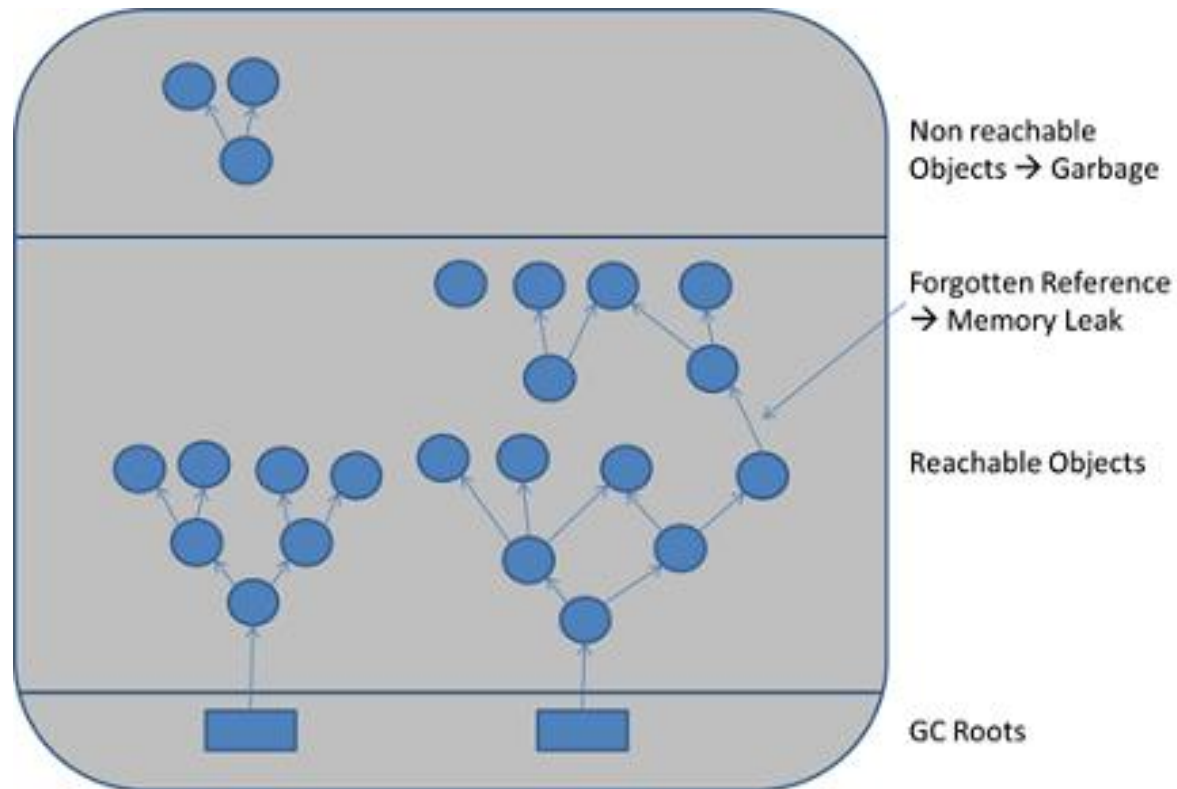 Non reachable
Objects → Garbage
Forgotten Reference
→ Memory Leak
Reachable Objects
GC Roots